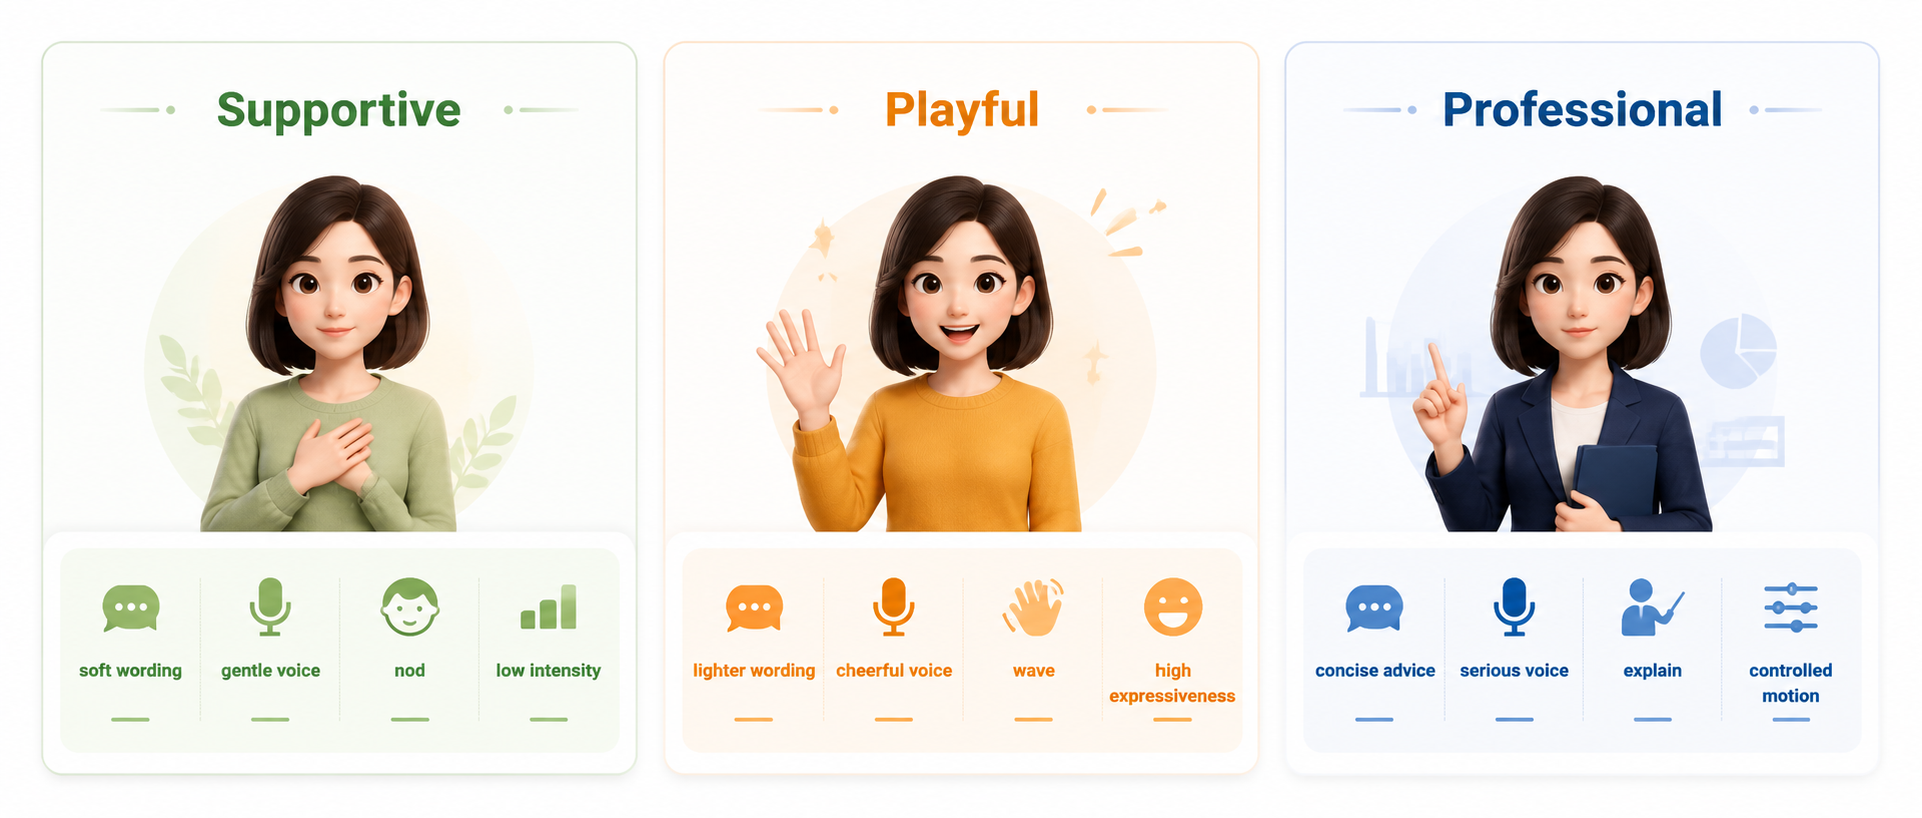 Supportive
soft wording
gentle voice
nod
low intensity
Playful
lighter wording
cheerful voice
wave
high
expressiveness
Professional
concise advice
serious voice
explain
controlled
motion